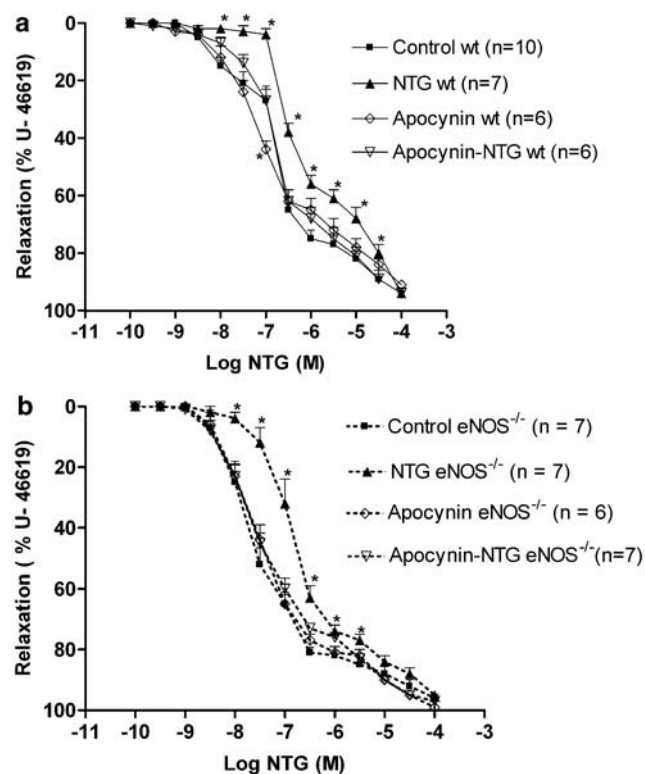 a
0
20
40
60
80
100
Relaxation (% U- 46619)
* * *
*
*
*
*
*
*
Control wt (n=10)
NTG wt (n=7)
Apocynin wt (n=6)
Apocynin-NTG wt (n=6)
-11 -10 -9 -8 -7 -6 -5 -4 -3
Log NTG (M)
b
0
20
40
60
80
100
Relaxation ( % U- 46619)
*
*
*
*
*
*
Control eNOS-/- (n = 7)
NTG eNOS-/- (n = 7)
Apocynin eNOS-/- (n = 6)
Apocynin-NTG eNOS-/-(n=7)
-11 -10 -9 -8 -7 -6 -5 -4 -3
Log NTG (M)